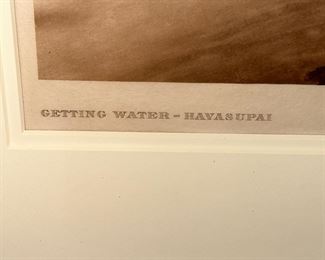 GETTING WATER – HAVASUPAI